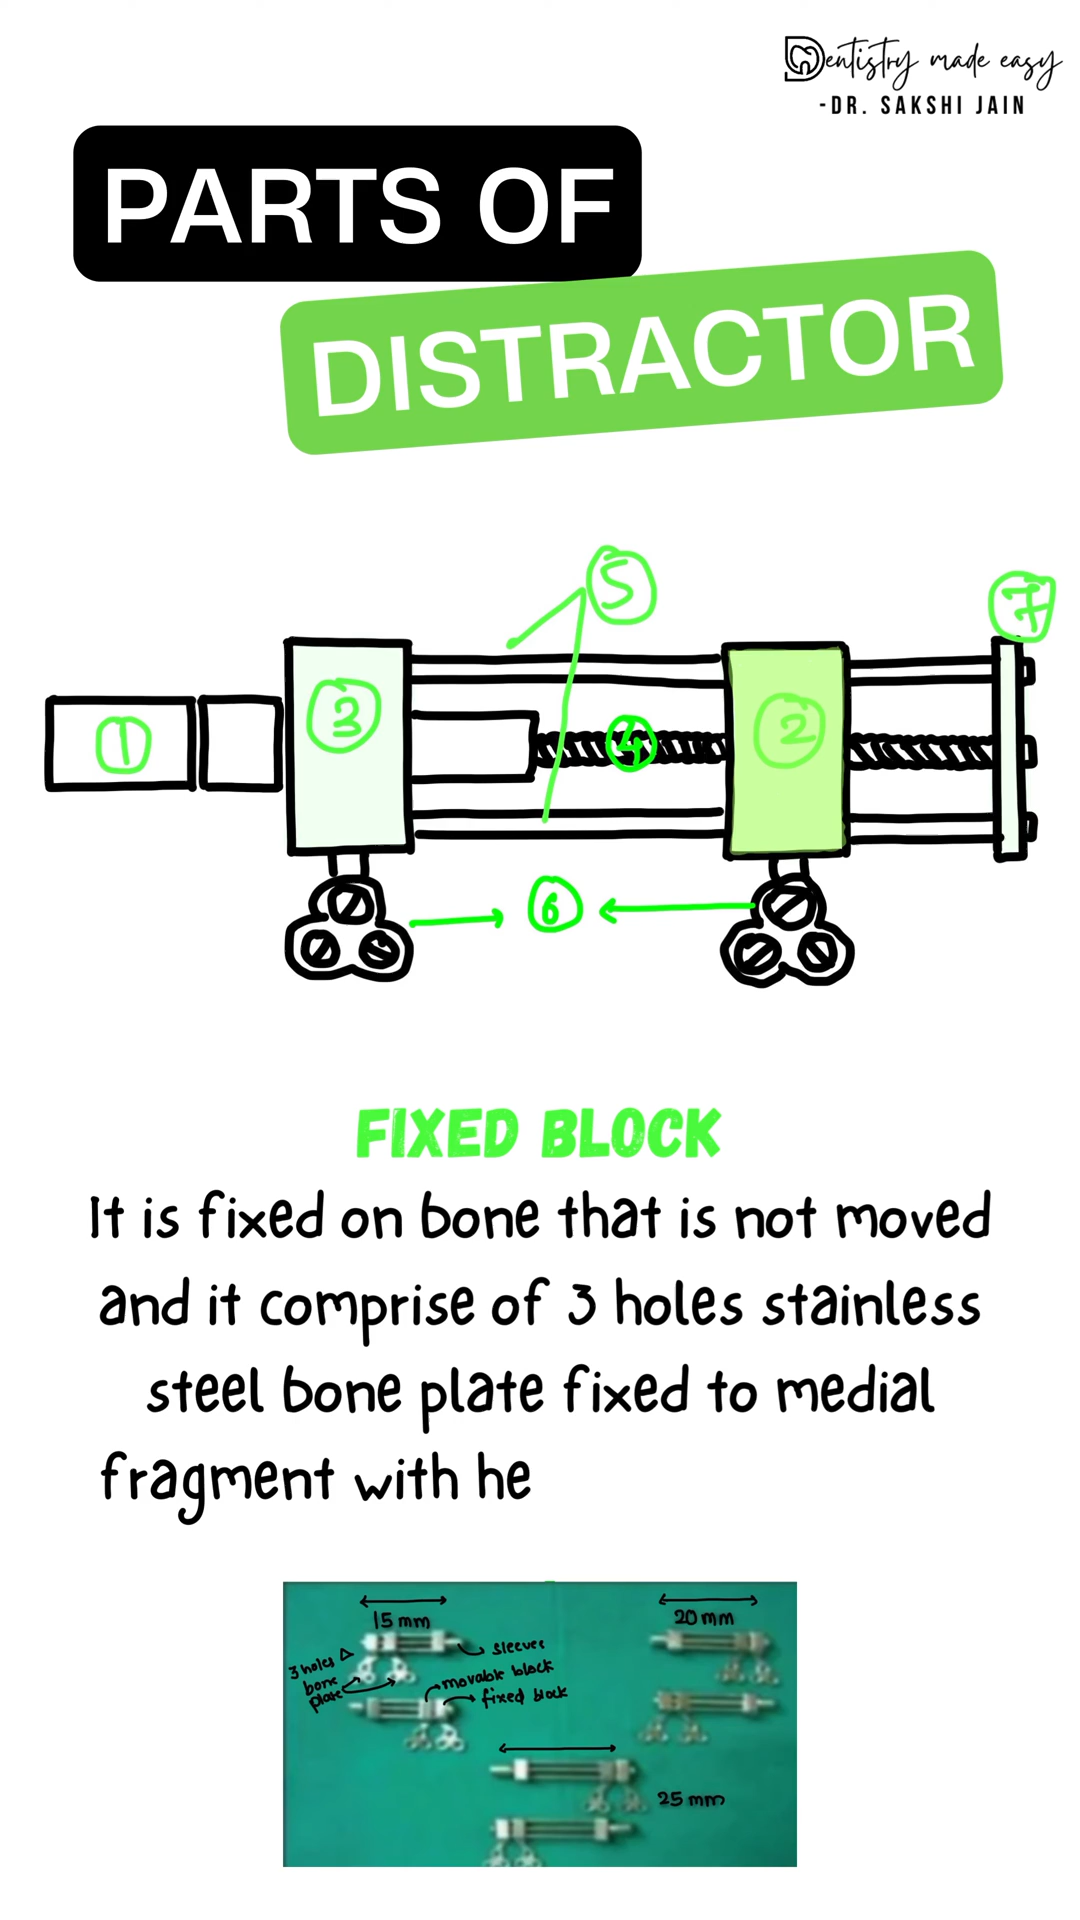 Dentistry made easy
-DR. SAKSHI JAIN
PARTS OF
DISTRACTOR
5
7
3
1
4
2
6
FIXED BLOCK
It is fixed on bone that is not moved
and it comprise of 3 holes stainless
steel bone plate fixed to medial
fragment with he
15 mm
20 mm
sleeves
3 holes
bone
plate
movable block
fixed block
25 mm